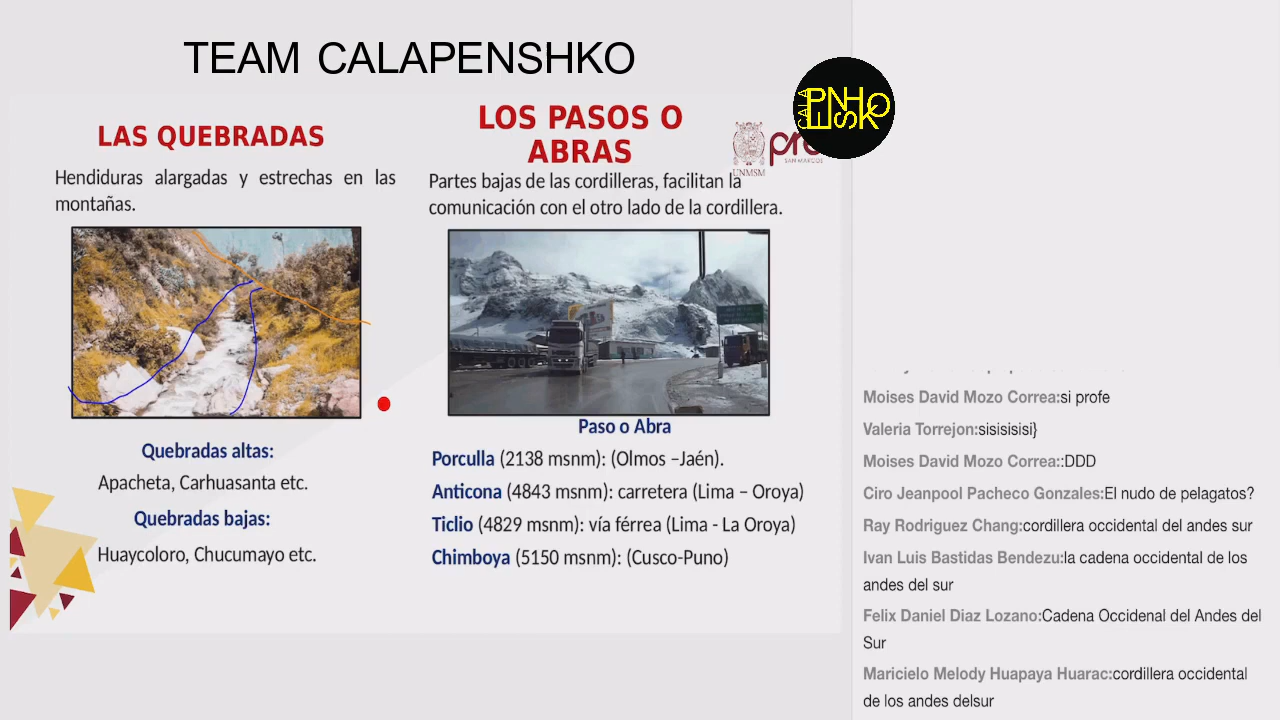 TEAM CALAPENSHKO
CALA
PENSHKO
LAS QUEBRADAS
Hendiduras alargadas y estrechas en las
montañas.
Quebradas altas:
Apacheta, Carhuasanta etc.
Quebradas bajas:
Huaycoloro, Chucumayo etc.
LOS PASOS O
ABRAS
pre
SAN MARCOS
UNMSM
Partes bajas de las cordilleras, facilitan la
comunicación con el otro lado de la cordillera.
Paso o Abra
Porculla (2138 msnm): (Olmos –Jaén).
Anticona (4843 msnm): carretera (Lima – Oroya)
Ticlio (4829 msnm): vía férrea (Lima - La Oroya)
Chimboya (5150 msnm): (Cusco-Puno)
Moises David Mozo Correa:si profe
Valeria Torrejon:sisisisisí}
Moises David Mozo Correa::DDD
Ciro Jeanpool Pacheco Gonzales:El nudo de pelagatos?
Ray Rodriguez Chang:cordillera occidental del andes sur
Ivan Luis Bastidas Bendezu:la cadena occidental de los
andes del sur
Felix Daniel Diaz Lozano:Cadena Occidenal del Andes del
Sur
Maricielo Melody Huapaya Huarac:cordillera occidental
de los andes delsur